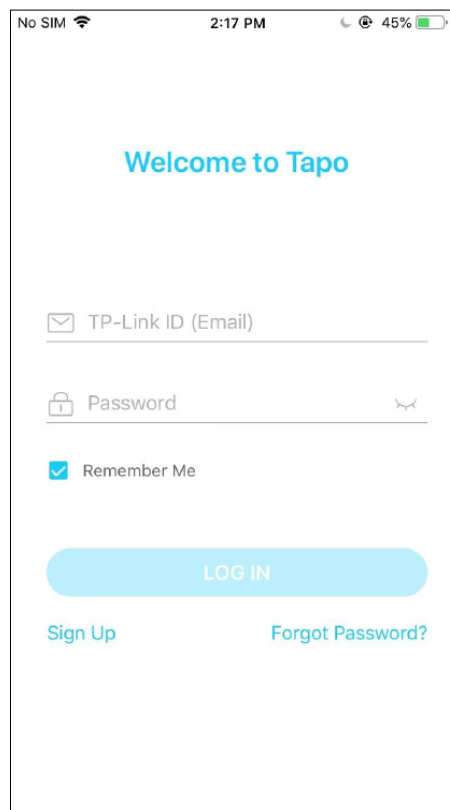 No SIM 2:17 PM 45%
Welcome to Tapo
TP-Link ID (Email)
Password
Remember Me
LOG IN
Sign Up Forgot Password?